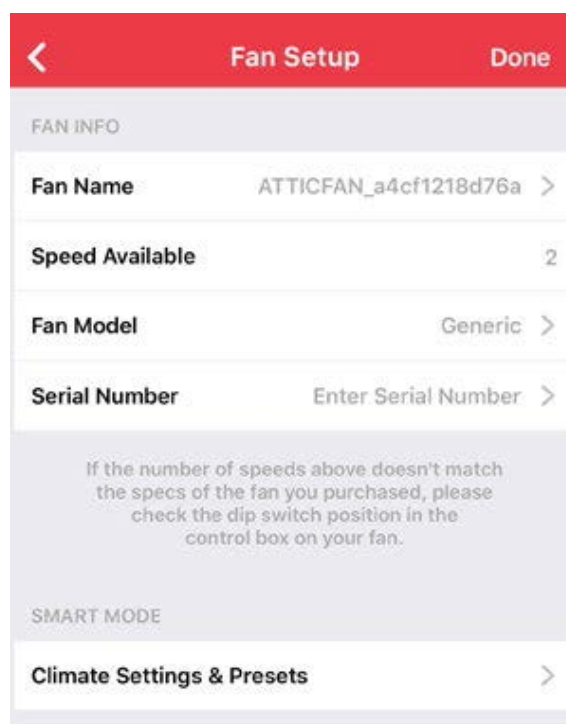 Fan Setup Done
FAN INFO
Fan Name ATTICFAN_a4cf1218d76a
Speed Available 2
Fan Model Generic
Serial Number Enter Serial Number
If the number of speeds above doesn't match
the specs of the fan you purchased, please
check the dip switch position in the
control box on your fan.
SMART MODE
Climate Settings & Presets